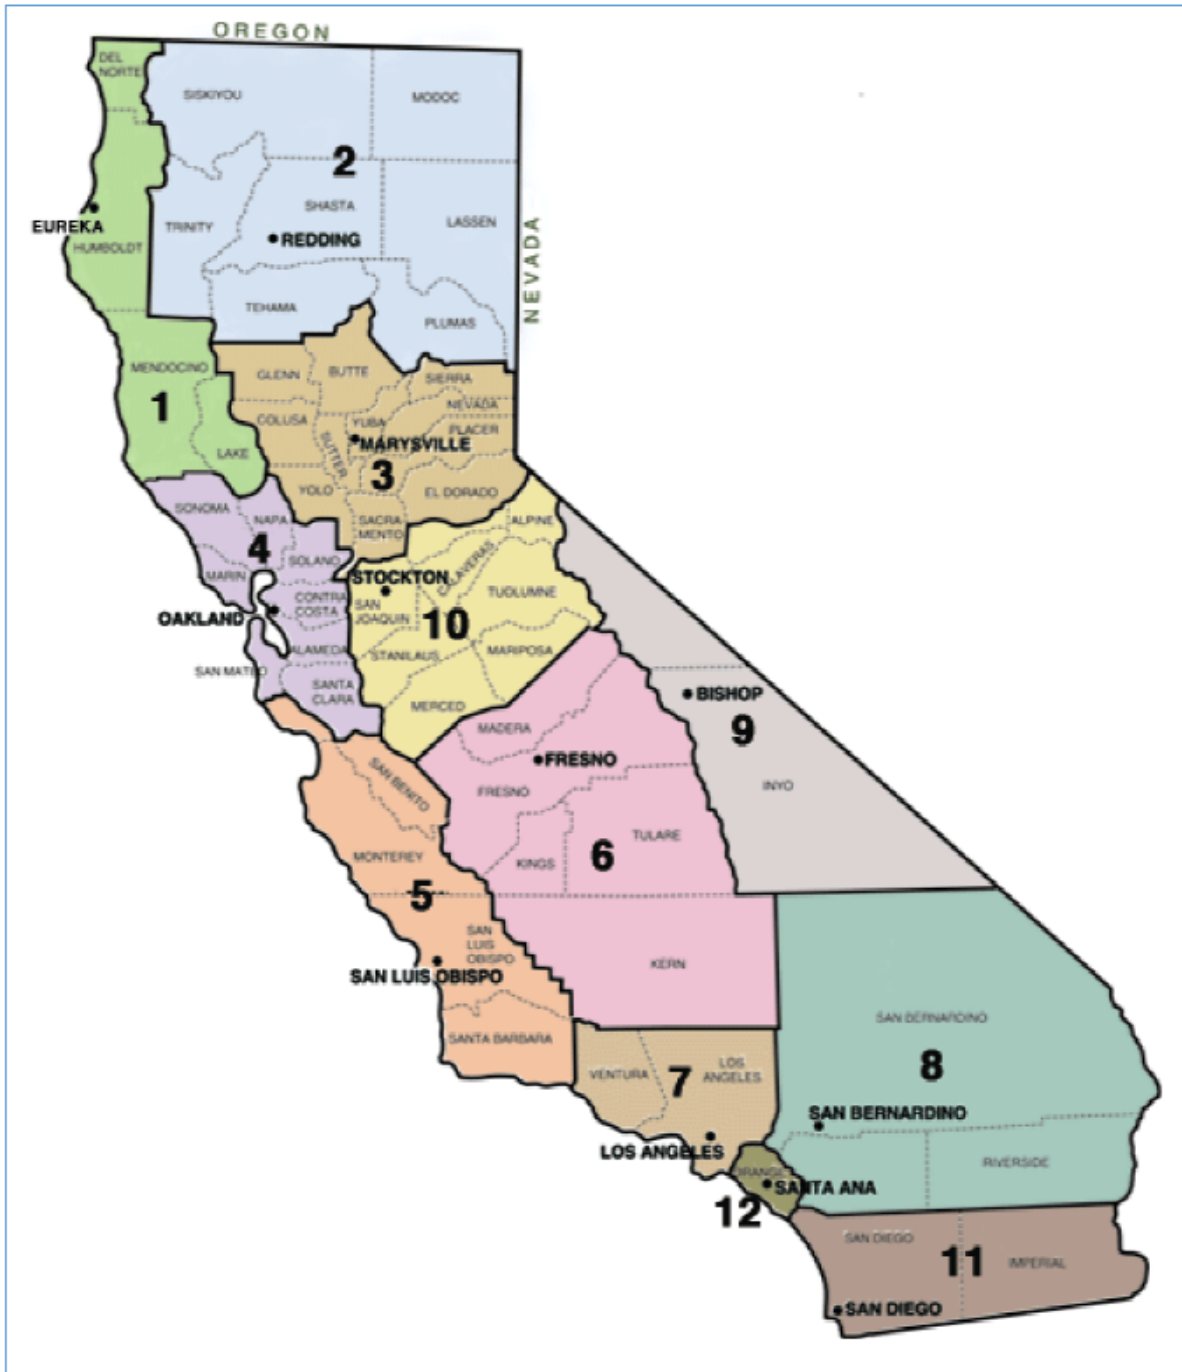 OREGON
DEL
NORTE
SISKIYOU
MODOC
2
TRINITY
SHASTA
LASSEN
EUREKA
HUMBOLDT
REDDING
NEVADA
TEHAMA
PLUMAS
MENDOCINO
1
LAKE
GLENN
BUTTE
SIERRA
NEVADA
COLUSA
YUBA
PLACER
SUTTER
MARYSVILLE
3
YOLO
EL DORADO
SACRA
MENTO
SONOMA
NAPA
4
SOLANO
MARIN
CONTRA
COSTA
OAKLAND
ALAMEDA
SAN MATEO
SANTA
CLARA
ALPINE
STOCKTON
CALAVERAS
TUOLUMNE
SAN
JOAQUIN
10
STANILAUS
MARIPOSA
MERCED
BISHOP
9
INYO
MADERA
FRESNO
FRESNO
TULARE
KINGS
6
KERN
SAN BENITO
MONTEREY
5
SAN
LUIS
OBISPO
SAN LUIS OBISPO
SANTA BARBARA
VENTURA
7
LOS
ANGELES
LOS ANGELES
SAN BERNARDINO
8
SAN BERNARDINO
RIVERSIDE
ORANGE
SANTA ANA
12
SAN DIEGO
11
IMPERIAL
SAN DIEGO